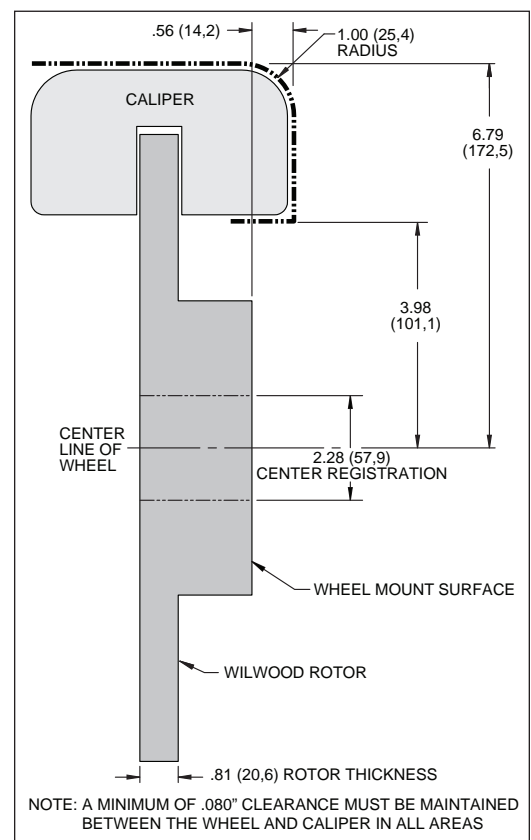 .56 (14,2)
1.00 (25,4)
RADIUS
CALIPER
6.79
(172,5)
3.98
(101,1)
CENTER
LINE OF
WHEEL
2.28 (57,9)
CENTER REGISTRATION
WHEEL MOUNT SURFACE
WILWOOD ROTOR
.81 (20,6) ROTOR THICKNESS
NOTE: A MINIMUM OF .080" CLEARANCE MUST BE MAINTAINED
BETWEEN THE WHEEL AND CALIPER IN ALL AREAS